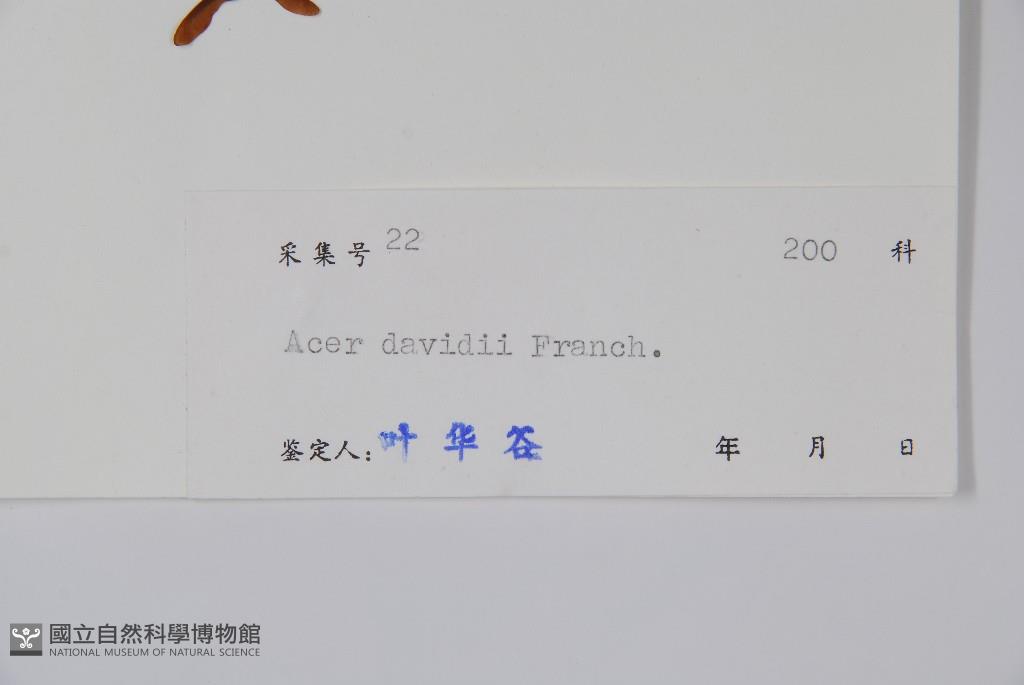 采集号 22 200 科
Acer davidii Franch.
鉴定人: 叶华谷 年 月 日
國立自然科學博物館
NATIONAL MUSEUM OF NATURAL SCIENCE